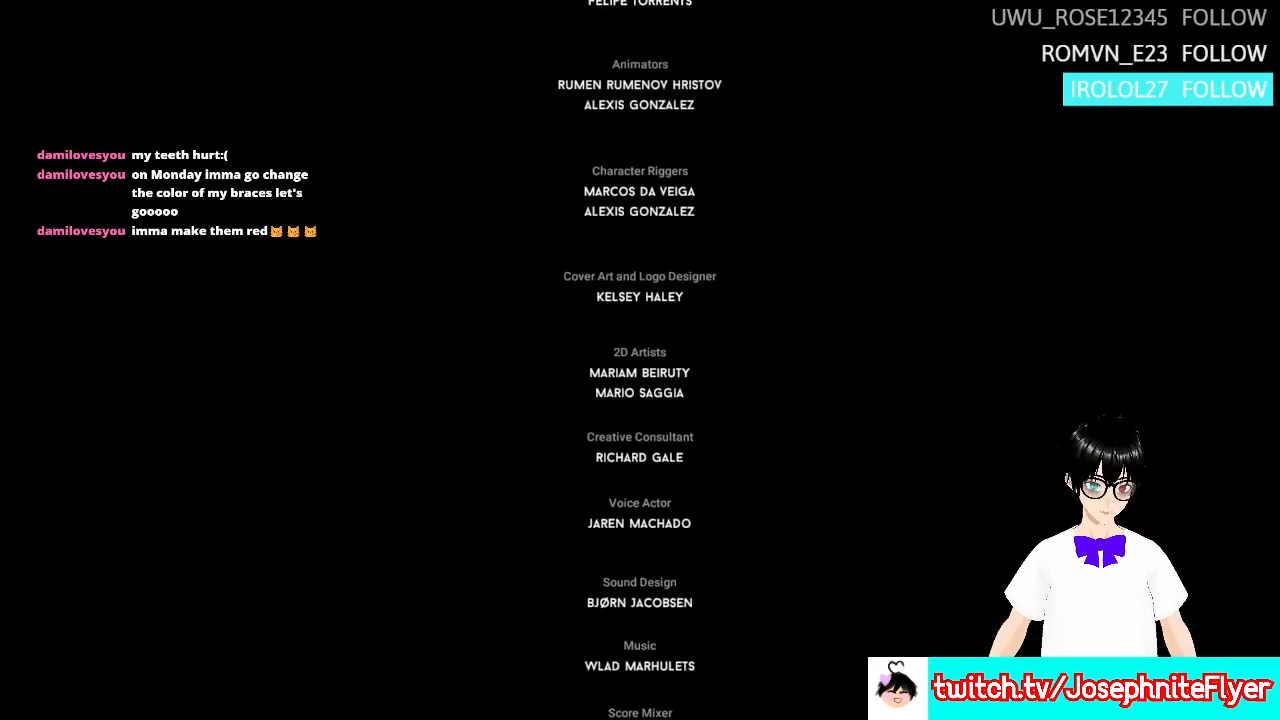 FELIPE TORRENTS
UWU_ROSE12345 FOLLOW
ROMVN_E23 FOLLOW
IROLOL27 FOLLOW
Animators
RUMEN RUMENOV HRISTOV
ALEXIS GONZALEZ
damilovesyou my teeth hurt:(
damilovesyou on Monday imma go change
the color of my braces let's
gooooo
damilovesyou imma make them red
Character Riggers
MARCOS DA VEIGA
ALEXIS GONZALEZ
Cover Art and Logo Designer
KELSEY HALEY
2D Artists
MARIAM BEIRUTY
MARIO SAGGIA
Creative Consultant
RICHARD GALE
Voice Actor
JAREN MACHADO
Sound Design
BJØRN JACOBSEN
Music
WLAD MARHULETS
Score Mixer
twitch.tv/JosephniteFlyer